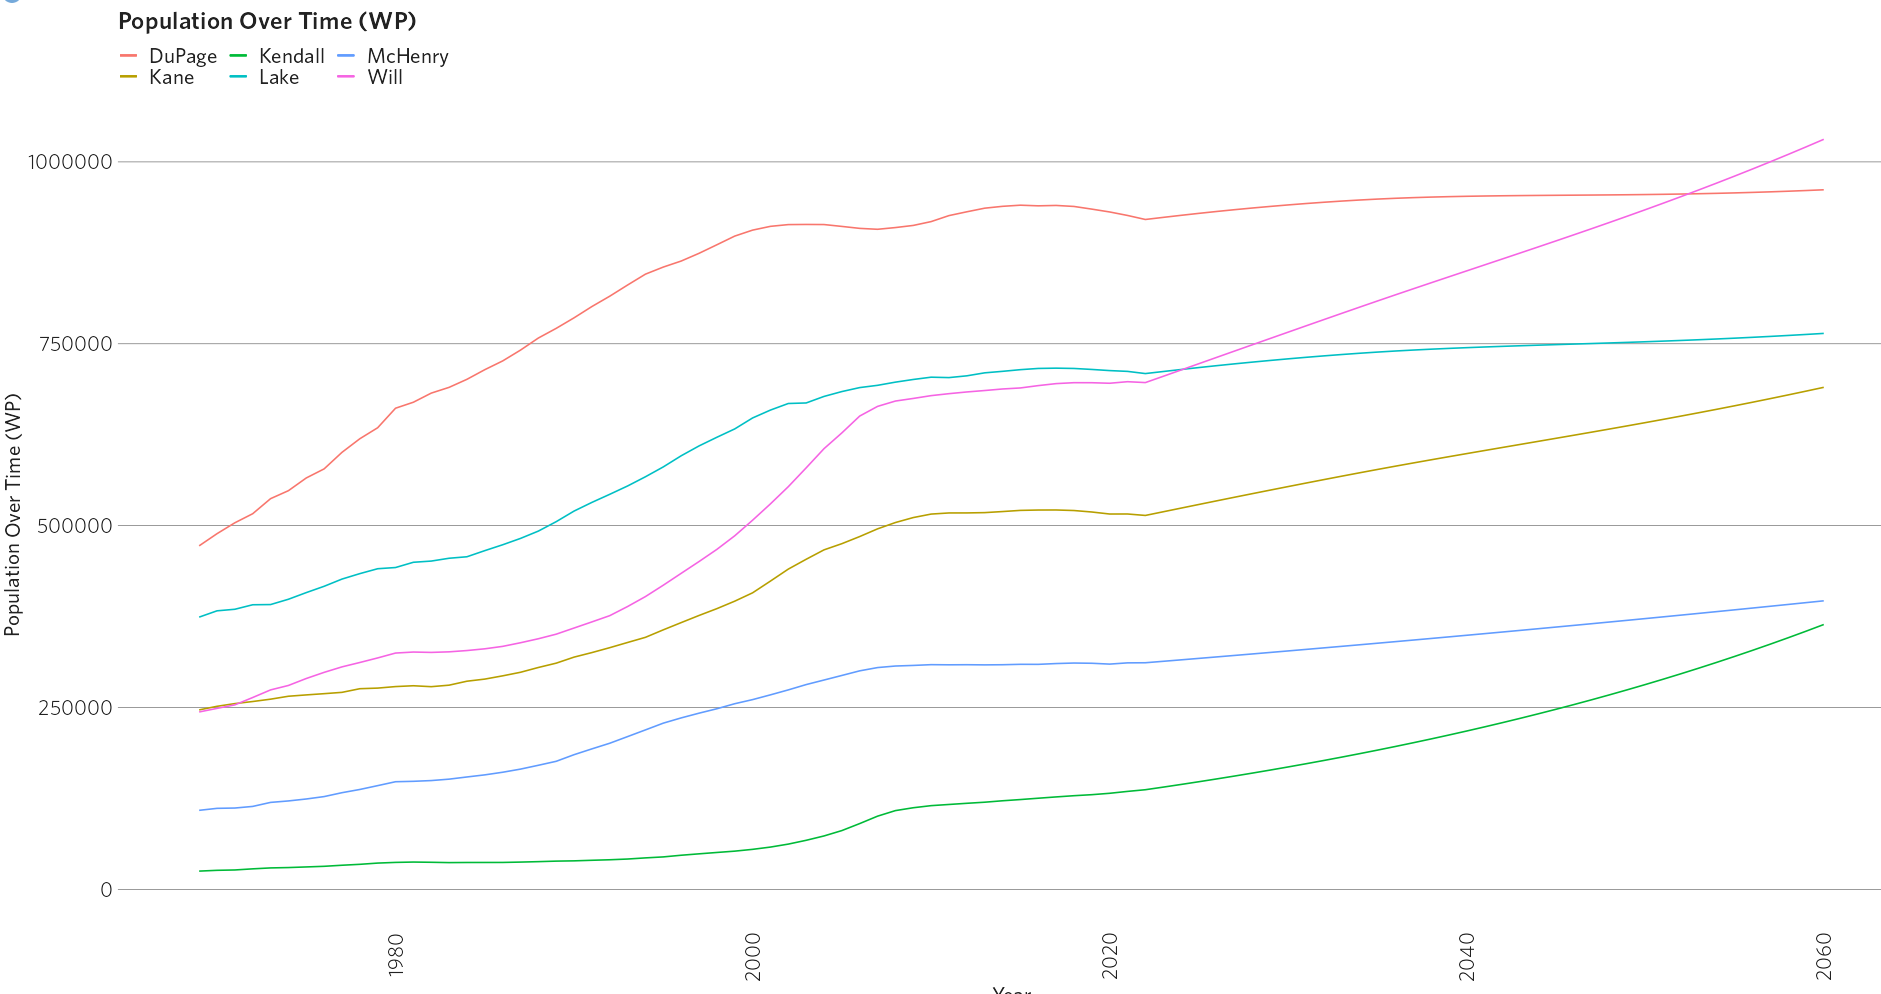 Population Over Time (WP)
DuPage Kendall McHenry
Kane Lake Will
1000000
750000
500000
250000
0
Population Over Time (WP)
1980 2000 2020 2040 2060
Year